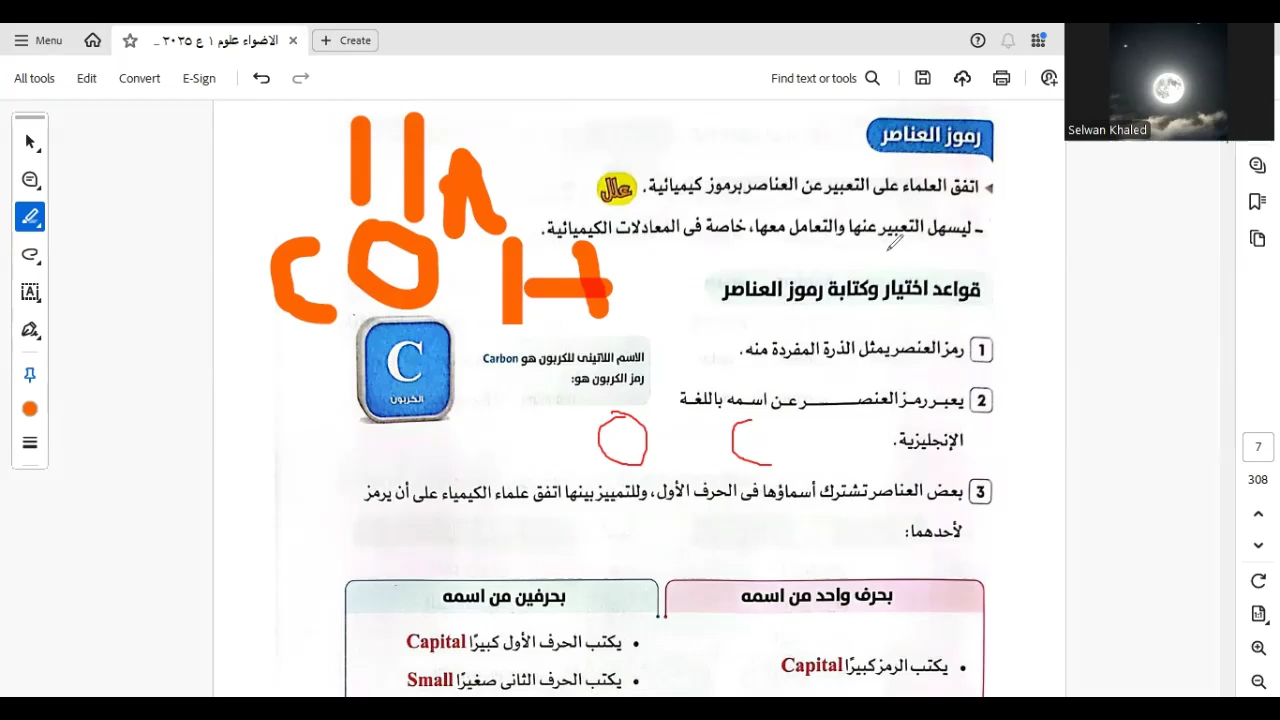 Menu
الاضواء علوم ١ ع ٢٠٢٥ ...
Create
All tools Edit Convert E-Sign
Find text or tools
Selwan Khaled
رموز العناصر
اتفق العلماء على التعبير عن العناصر برموز كيميائية. علل
- ليسهل التعبير عنها والتعامل معها، خاصة فى المعادلات الكيميائية.
C O H
قواعد اختيار وكتابة رموز العناصر
1 رمز العنصر يمثل الذرة المفردة منه.
2 يعبر رمز العنصر عن اسمه باللغة
الإنجليزية.
الاسم اللاتينى للكربون هو Carbon
رمز الكربون هو:
C
الكربون
3 بعض العناصر تشترك أسماؤها فى الحرف الأول، وللتمييز بينها اتفق علماء الكيمياء على أن يرمز
لأحدهما:
بحرف واحد من اسمه
• يكتب الرمز كبيرًا Capital
بحرفين من اسمه
• يكتب الحرف الأول كبيرًا Capital
• يكتب الحرف الثانى صغيرًا Small
7
308